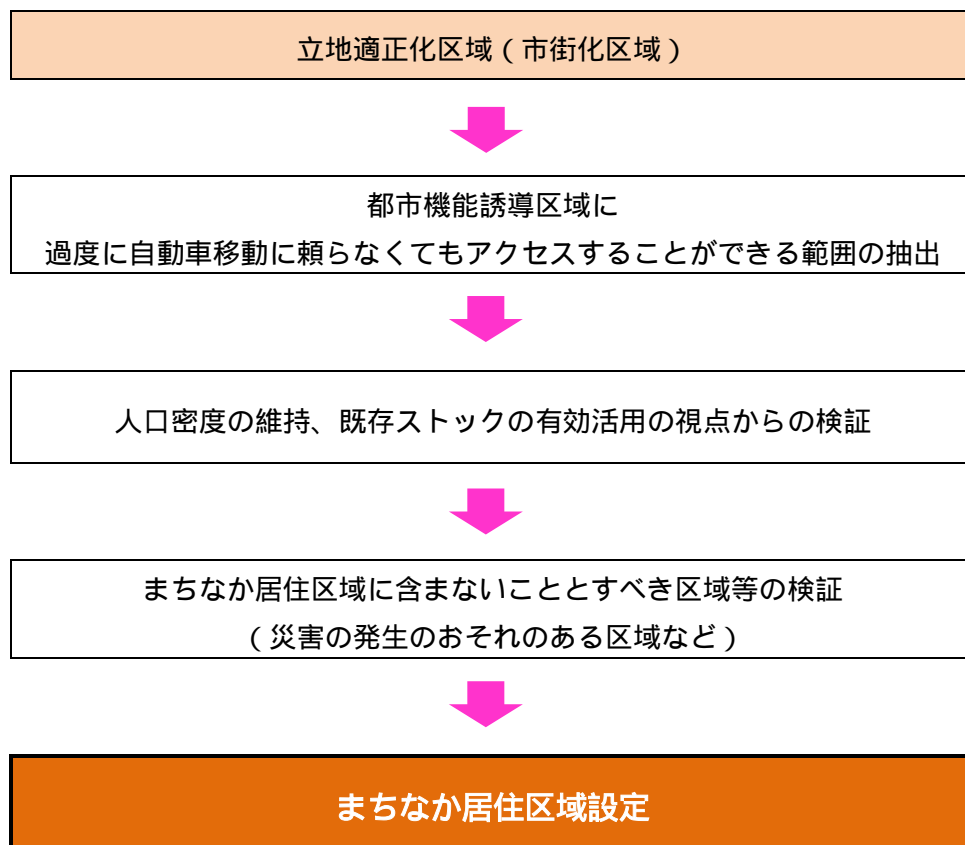 立地適正化区域（市街化区域）
都市機能誘導区域に
過度に自動車移動に頼らなくてもアクセスすることができる範囲の抽出
人口密度の維持、既存ストックの有効活用の視点からの検証
まちなか居住区域に含まないこととすべき区域等の検証
（災害の発生のおそれのある区域など）
まちなか居住区域設定